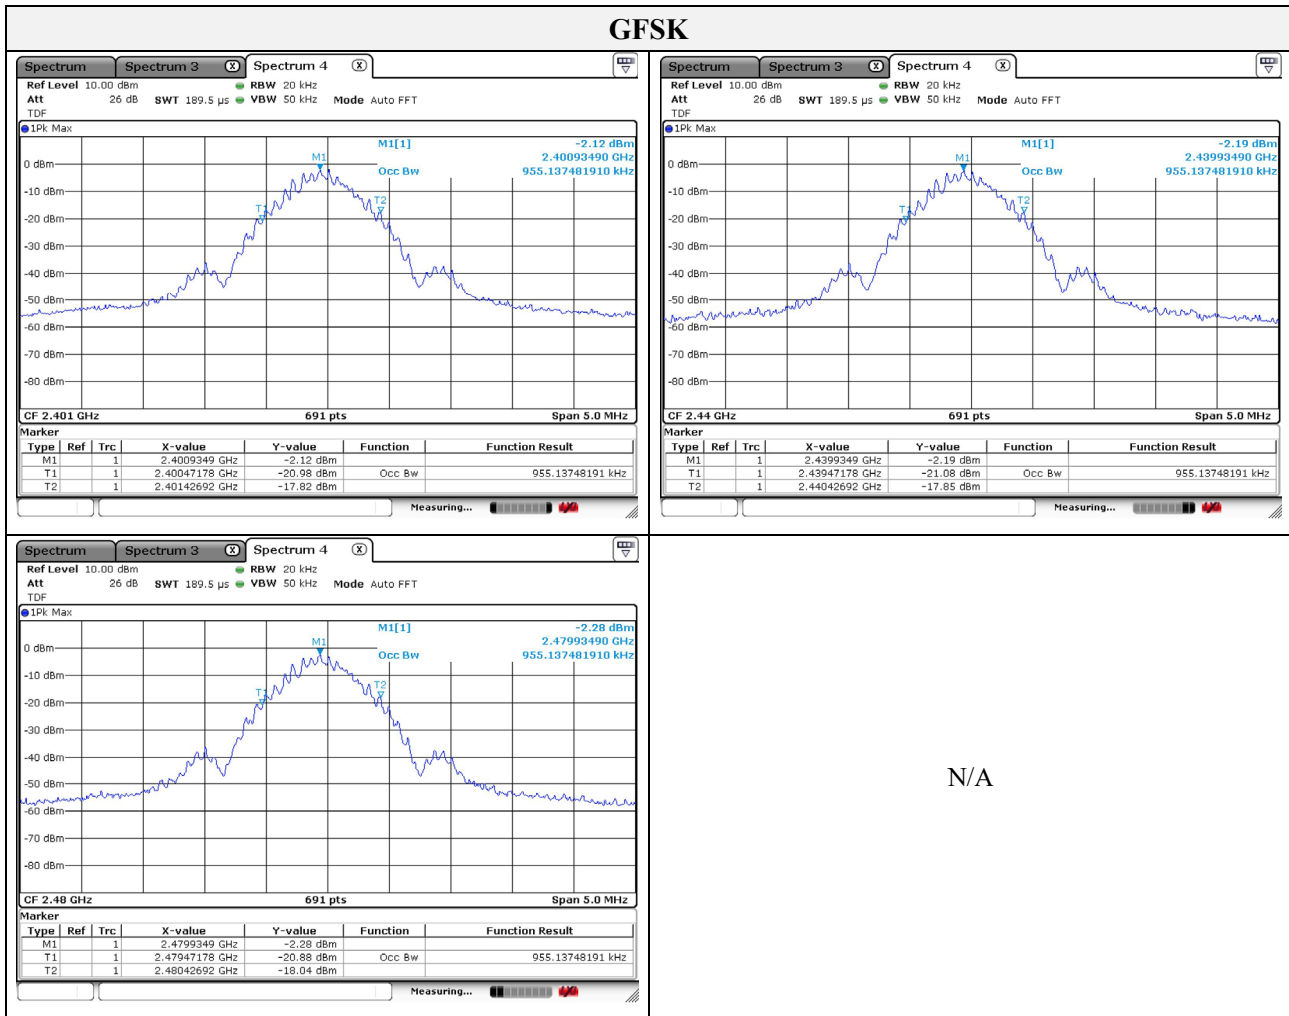 GFSK
Spectrum Spectrum 3 X Spectrum 4 X
Ref Level 10.00 dBm RBW 20 kHz
Att 26 dB SWT 189.5 µs VBW 50 kHz Mode Auto FFT
TDF
1Pk Max
M1[1] -2.12 dBm
2.40093490 GHz
Occ Bw 955.137481910 kHz
M1
T1
T2
0 dBm
-10 dBm
-20 dBm
-30 dBm
-40 dBm
-50 dBm
-60 dBm
-70 dBm
-80 dBm
CF 2.401 GHz 691 pts Span 5.0 MHz
Marker
Type Ref Trc X-value Y-value Function Function Result
M1 1 2.4009349 GHz -2.12 dBm
T1 1 2.40047178 GHz -20.98 dBm Occ Bw 955.13748191 kHz
T2 1 2.40142692 GHz -17.82 dBm
Measuring...
Spectrum Spectrum 3 X Spectrum 4 X
Ref Level 10.00 dBm RBW 20 kHz
Att 26 dB SWT 189.5 µs VBW 50 kHz Mode Auto FFT
TDF
1Pk Max
M1[1] -2.19 dBm
2.43993490 GHz
Occ Bw 955.137481910 kHz
M1
T1
T2
0 dBm
-10 dBm
-20 dBm
-30 dBm
-40 dBm
-50 dBm
-60 dBm
-70 dBm
-80 dBm
CF 2.44 GHz 691 pts Span 5.0 MHz
Marker
Type Ref Trc X-value Y-value Function Function Result
M1 1 2.4399349 GHz -2.19 dBm
T1 1 2.43947178 GHz -21.08 dBm Occ Bw 955.13748191 kHz
T2 1 2.44042692 GHz -17.85 dBm
Measuring...
Spectrum Spectrum 3 X Spectrum 4 X
Ref Level 10.00 dBm RBW 20 kHz
Att 26 dB SWT 189.5 µs VBW 50 kHz Mode Auto FFT
TDF
1Pk Max
M1[1] -2.28 dBm
2.47993490 GHz
Occ Bw 955.137481910 kHz
M1
T1
T2
0 dBm
-10 dBm
-20 dBm
-30 dBm
-40 dBm
-50 dBm
-60 dBm
-70 dBm
-80 dBm
CF 2.48 GHz 691 pts Span 5.0 MHz
Marker
Type Ref Trc X-value Y-value Function Function Result
M1 1 2.4799349 GHz -2.28 dBm
T1 1 2.47947178 GHz -20.88 dBm Occ Bw 955.13748191 kHz
T2 1 2.48042692 GHz -18.04 dBm
Measuring...
N/A